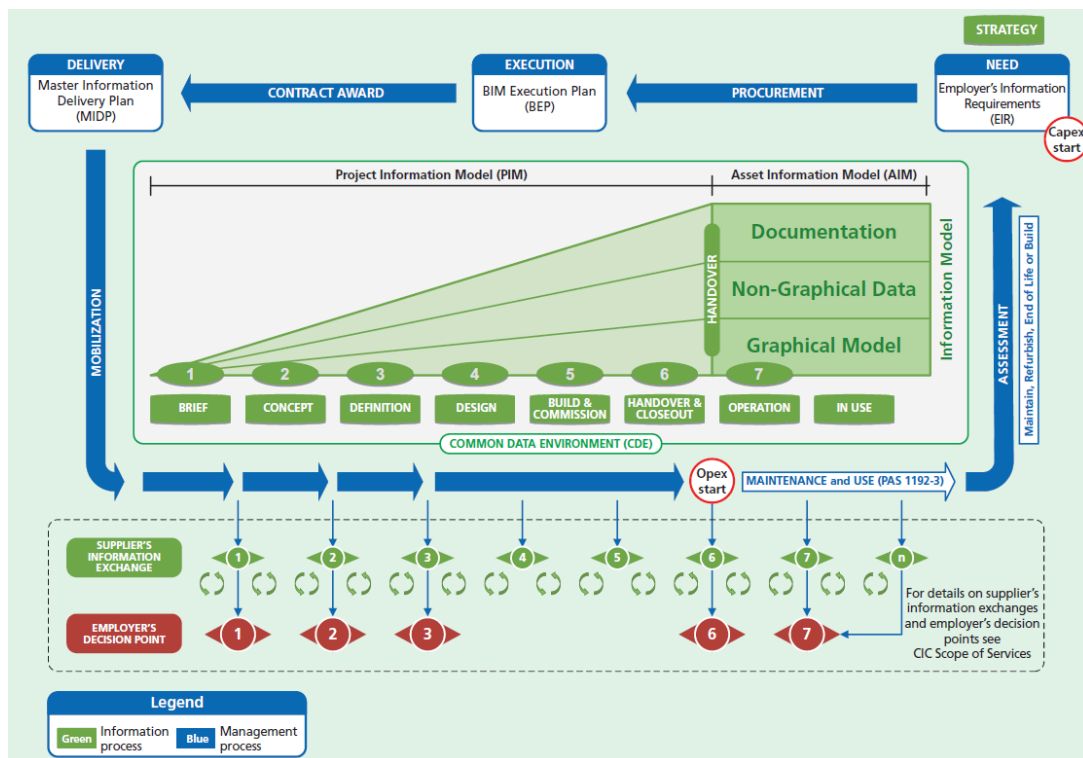 STRATEGY
DELIVERY
Master Information
Delivery Plan
(MIDP)
CONTRACT AWARD
EXECUTION
BIM Execution Plan
(BEP)
PROCUREMENT
NEED
Employer's Information
Requirements
(EIR)
Capex
start
Project Information Model (PIM)
Asset Information Model (AIM)
Documentation
Non-Graphical Data
Graphical Model
HANDOVER
Information Model
MOBILIZATION
ASSESSMENT
Maintain, Refurbish, End of Life or Build
1 2 3 4 5 6 7
BRIEF
CONCEPT
DEFINITION
DESIGN
BUILD &
COMMISSION
HANDOVER &
CLOSEOUT
OPERATION
IN USE
COMMON DATA ENVIRONMENT (CDE)
Opex
start
MAINTENANCE and USE (PAS 1192-3)
SUPPLIER'S
INFORMATION
EXCHANGE
1 2 3 4 5 6 7 n
EMPLOYER'S
DECISION POINT
1 2 3 6 7
For details on supplier's
information exchanges
and employer's decision
points see
CIC Scope of Services
Legend
Green Information
process
Blue Management
process